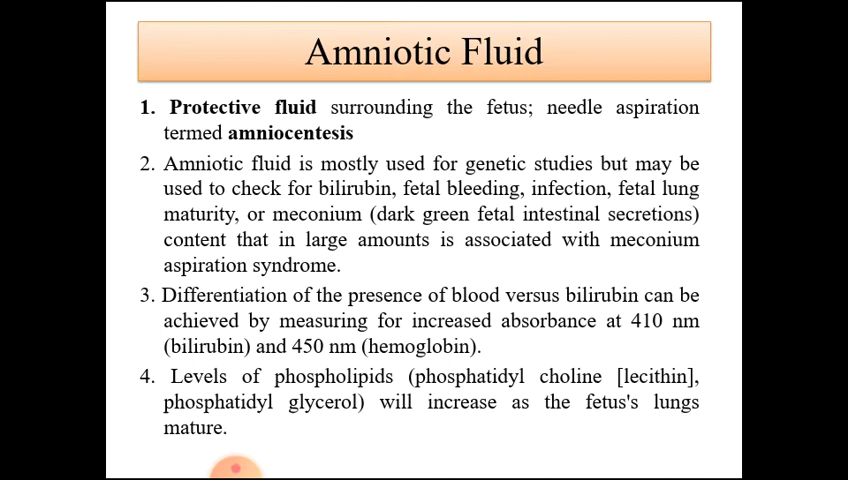 Amniotic Fluid
1. Protective fluid surrounding the fetus; needle aspiration
termed amniocentesis
2. Amniotic fluid is mostly used for genetic studies but may be
used to check for bilirubin, fetal bleeding, infection, fetal lung
maturity, or meconium (dark green fetal intestinal secretions)
content that in large amounts is associated with meconium
aspiration syndrome.
3. Differentiation of the presence of blood versus bilirubin can be
achieved by measuring for increased absorbance at 410 nm
(bilirubin) and 450 nm (hemoglobin).
4. Levels of phospholipids (phosphatidyl choline [lecithin],
phosphatidyl glycerol) will increase as the fetus's lungs
mature.